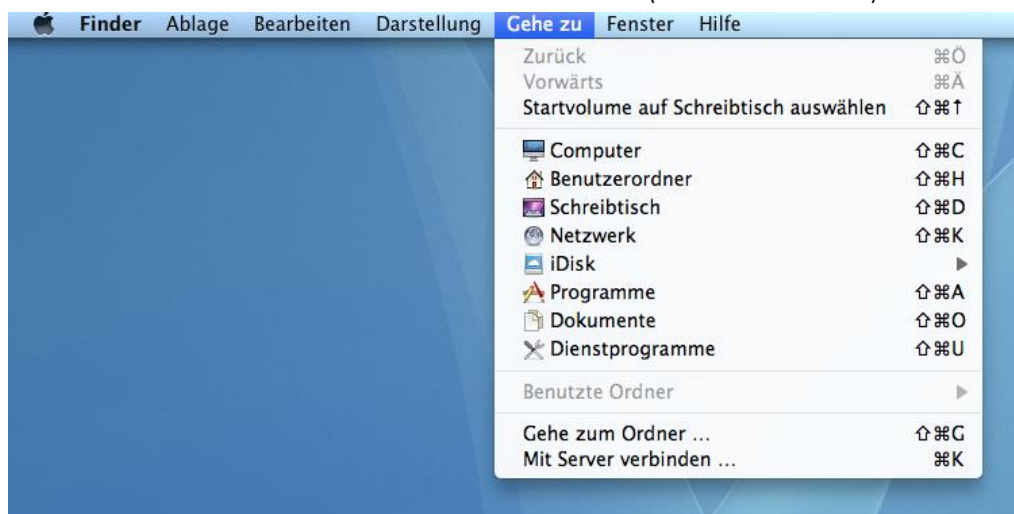 Finder Ablage Bearbeiten Darstellung Gehe zu Fenster Hilfe
Zurück ⌘Ö
Vorwärts ⌘Ä
Startvolume auf Schreibtisch auswählen ⇧⌘↑
Computer ⇧⌘C
Benutzerordner ⇧⌘H
Schreibtisch ⇧⌘D
Netzwerk ⇧⌘K
iDisk ▶
Programme ⇧⌘A
Dokumente ⇧⌘O
Dienstprogramme ⇧⌘U
Benutzte Ordner ▶
Gehe zum Ordner ... ⇧⌘G
Mit Server verbinden ... ⌘K